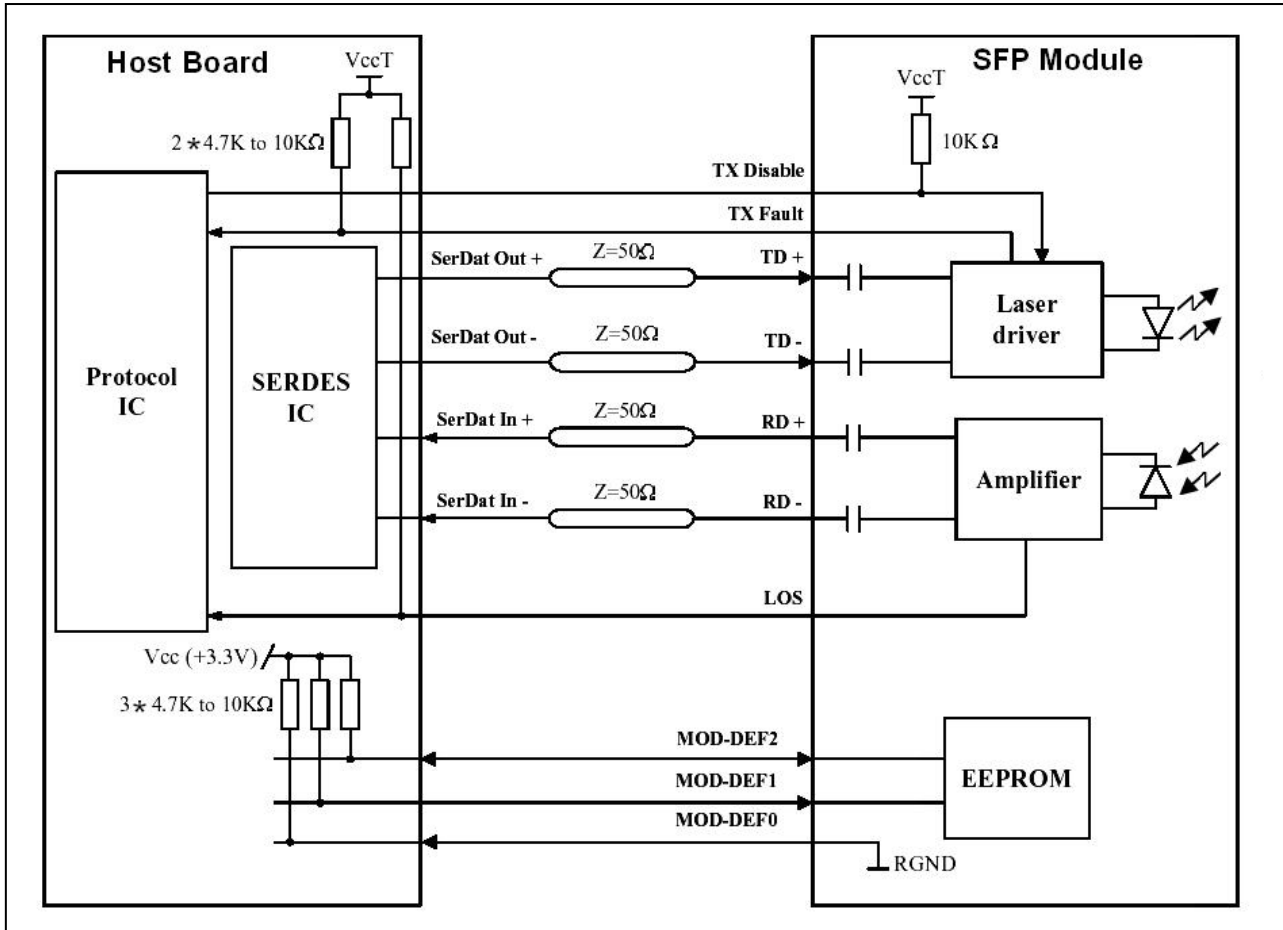 Host Board
SFP Module
VccT
VccT
2*4.7K to 10KΩ
10KΩ
TX Disable
TX Fault
Z=50Ω
SerDat Out +
TD +
Laser
driver
Z=50Ω
SerDat Out -
TD -
Protocol
IC
SERDES
IC
Z=50Ω
SerDat In +
RD +
Amplifier
Z=50Ω
SerDat In -
RD -
LOS
Vcc (+3.3V)
3*4.7K to 10KΩ
MOD-DEF2
EEPROM
MOD-DEF1
MOD-DEF0
RGND